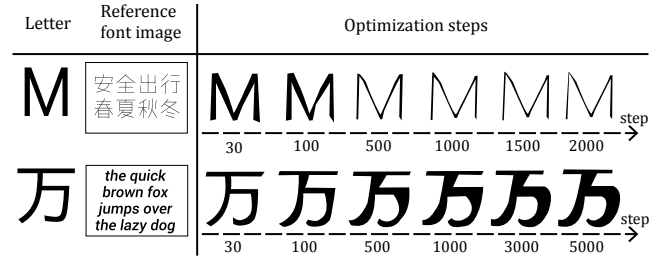 Letter
Reference
font image
Optimization steps
M
安全出行
春夏秋冬
M M M M M M
step
30 100 500 1000 1500 2000
万
the quick
brown fox
jumps over
the lazy dog
万 万 万 万 万 万
step
30 100 500 1000 3000 5000